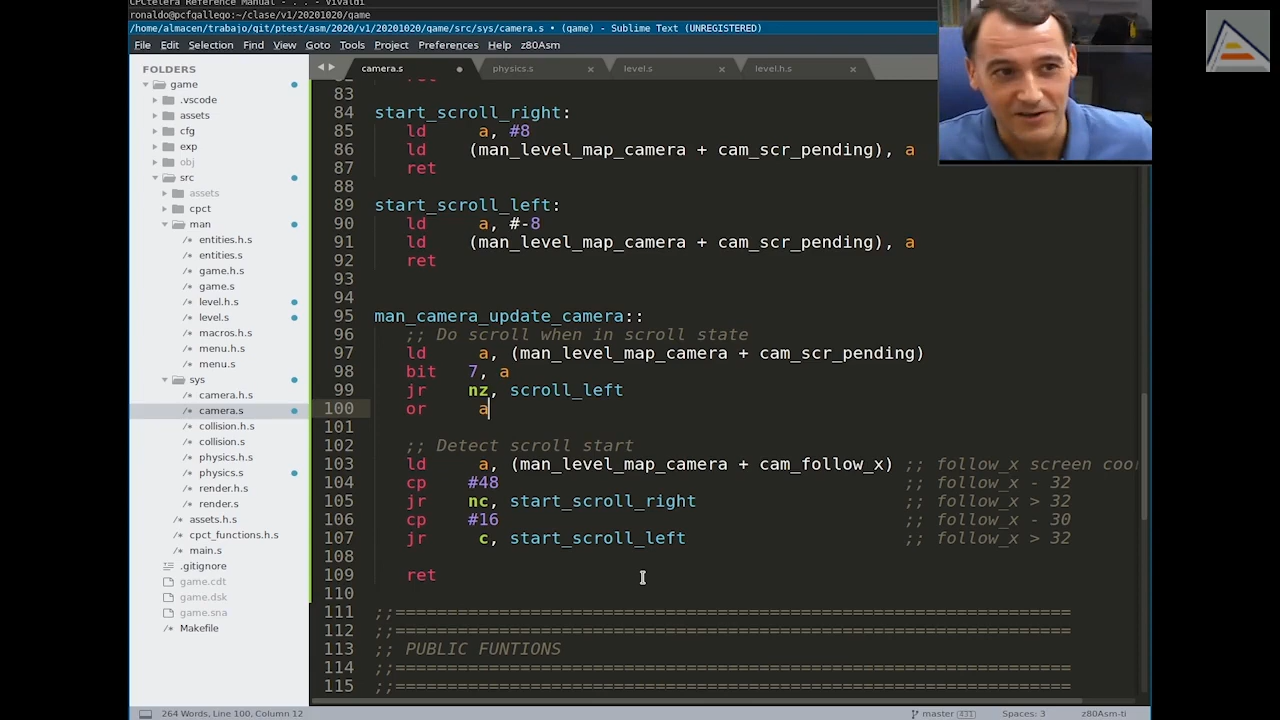 CPCtelera Reference Manual - . . - Vivaldi
ronaldo@pcfgallego:~/clase/v1/20201020/game
/home/almacen/trabajo/git/ptest/asm/2020/v1/20201020/game/src/sys/camera.s • (game) - Sublime Text (UNREGISTERED)
File Edit Selection Find View Goto Tools Project Preferences Help z80Asm
FOLDERS
game
.vscode
assets
cfg
exp
obj
src
assets
cpct
man
entities.h.s
entities.s
game.h.s
game.s
level.h.s
level.s
macros.h.s
menu.h.s
menu.s
sys
camera.h.s
camera.s
collision.h.s
collision.s
physics.h.s
physics.s
render.h.s
render.s
assets.h.s
cpct_functions.h.s
main.s
.gitignore
game.cdt
game.dsk
game.sna
Makefile
camera.s physics.s level.s level.h.s
83
84 start_scroll_right:
85 ld a, #8
86 ld (man_level_map_camera + cam_scr_pending), a
87 ret
88
89 start_scroll_left:
90 ld a, #-8
91 ld (man_level_map_camera + cam_scr_pending), a
92 ret
93
94
95 man_camera_update_camera::
96 ;; Do scroll when in scroll state
97 ld a, (man_level_map_camera + cam_scr_pending)
98 bit 7, a
99 jr nz, scroll_left
100 or a
101
102 ;; Detect scroll start
103 ld a, (man_level_map_camera + cam_follow_x) ;; follow_x screen coor
104 cp #48 ;; follow_x - 32
105 jr nc, start_scroll_right ;; follow_x > 32
106 cp #16 ;; follow_x - 30
107 jr c, start_scroll_left ;; follow_x > 32
108
109 ret
110
111 ;;=================================================================
112 ;;=================================================================
113 ;; PUBLIC FUNTIONS
114 ;;=================================================================
115 ;;=================================================================
264 Words, Line 100, Column 12 master 431 Spaces: 3 z80Asm-ti